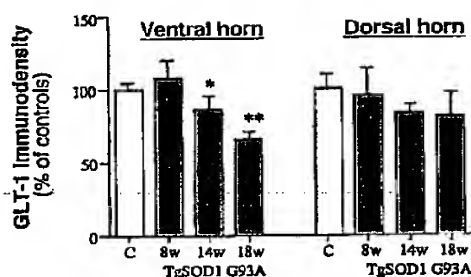 GLT-1 Immunodensity
(% of controls)
150
100
50
0
Ventral horn
Dorsal horn
*
**
C 8w 14w 18w
TgSOD1 G93A
C 8w 14w 18w
TgSOD1 G93A